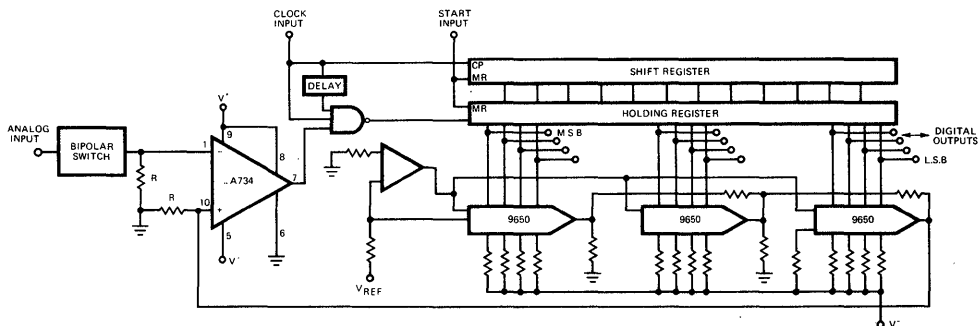 CLOCK INPUT
START INPUT
CP
MR
SHIFT REGISTER
DELAY
MR
HOLDING REGISTER
V+
ANALOG INPUT
BIPOLAR SWITCH
M.S.B
DIGITAL OUTPUTS
L.S.B
9
1
8
A734
7
R
R
10
9650
9650
9650
5
6
V-
VREF
V-